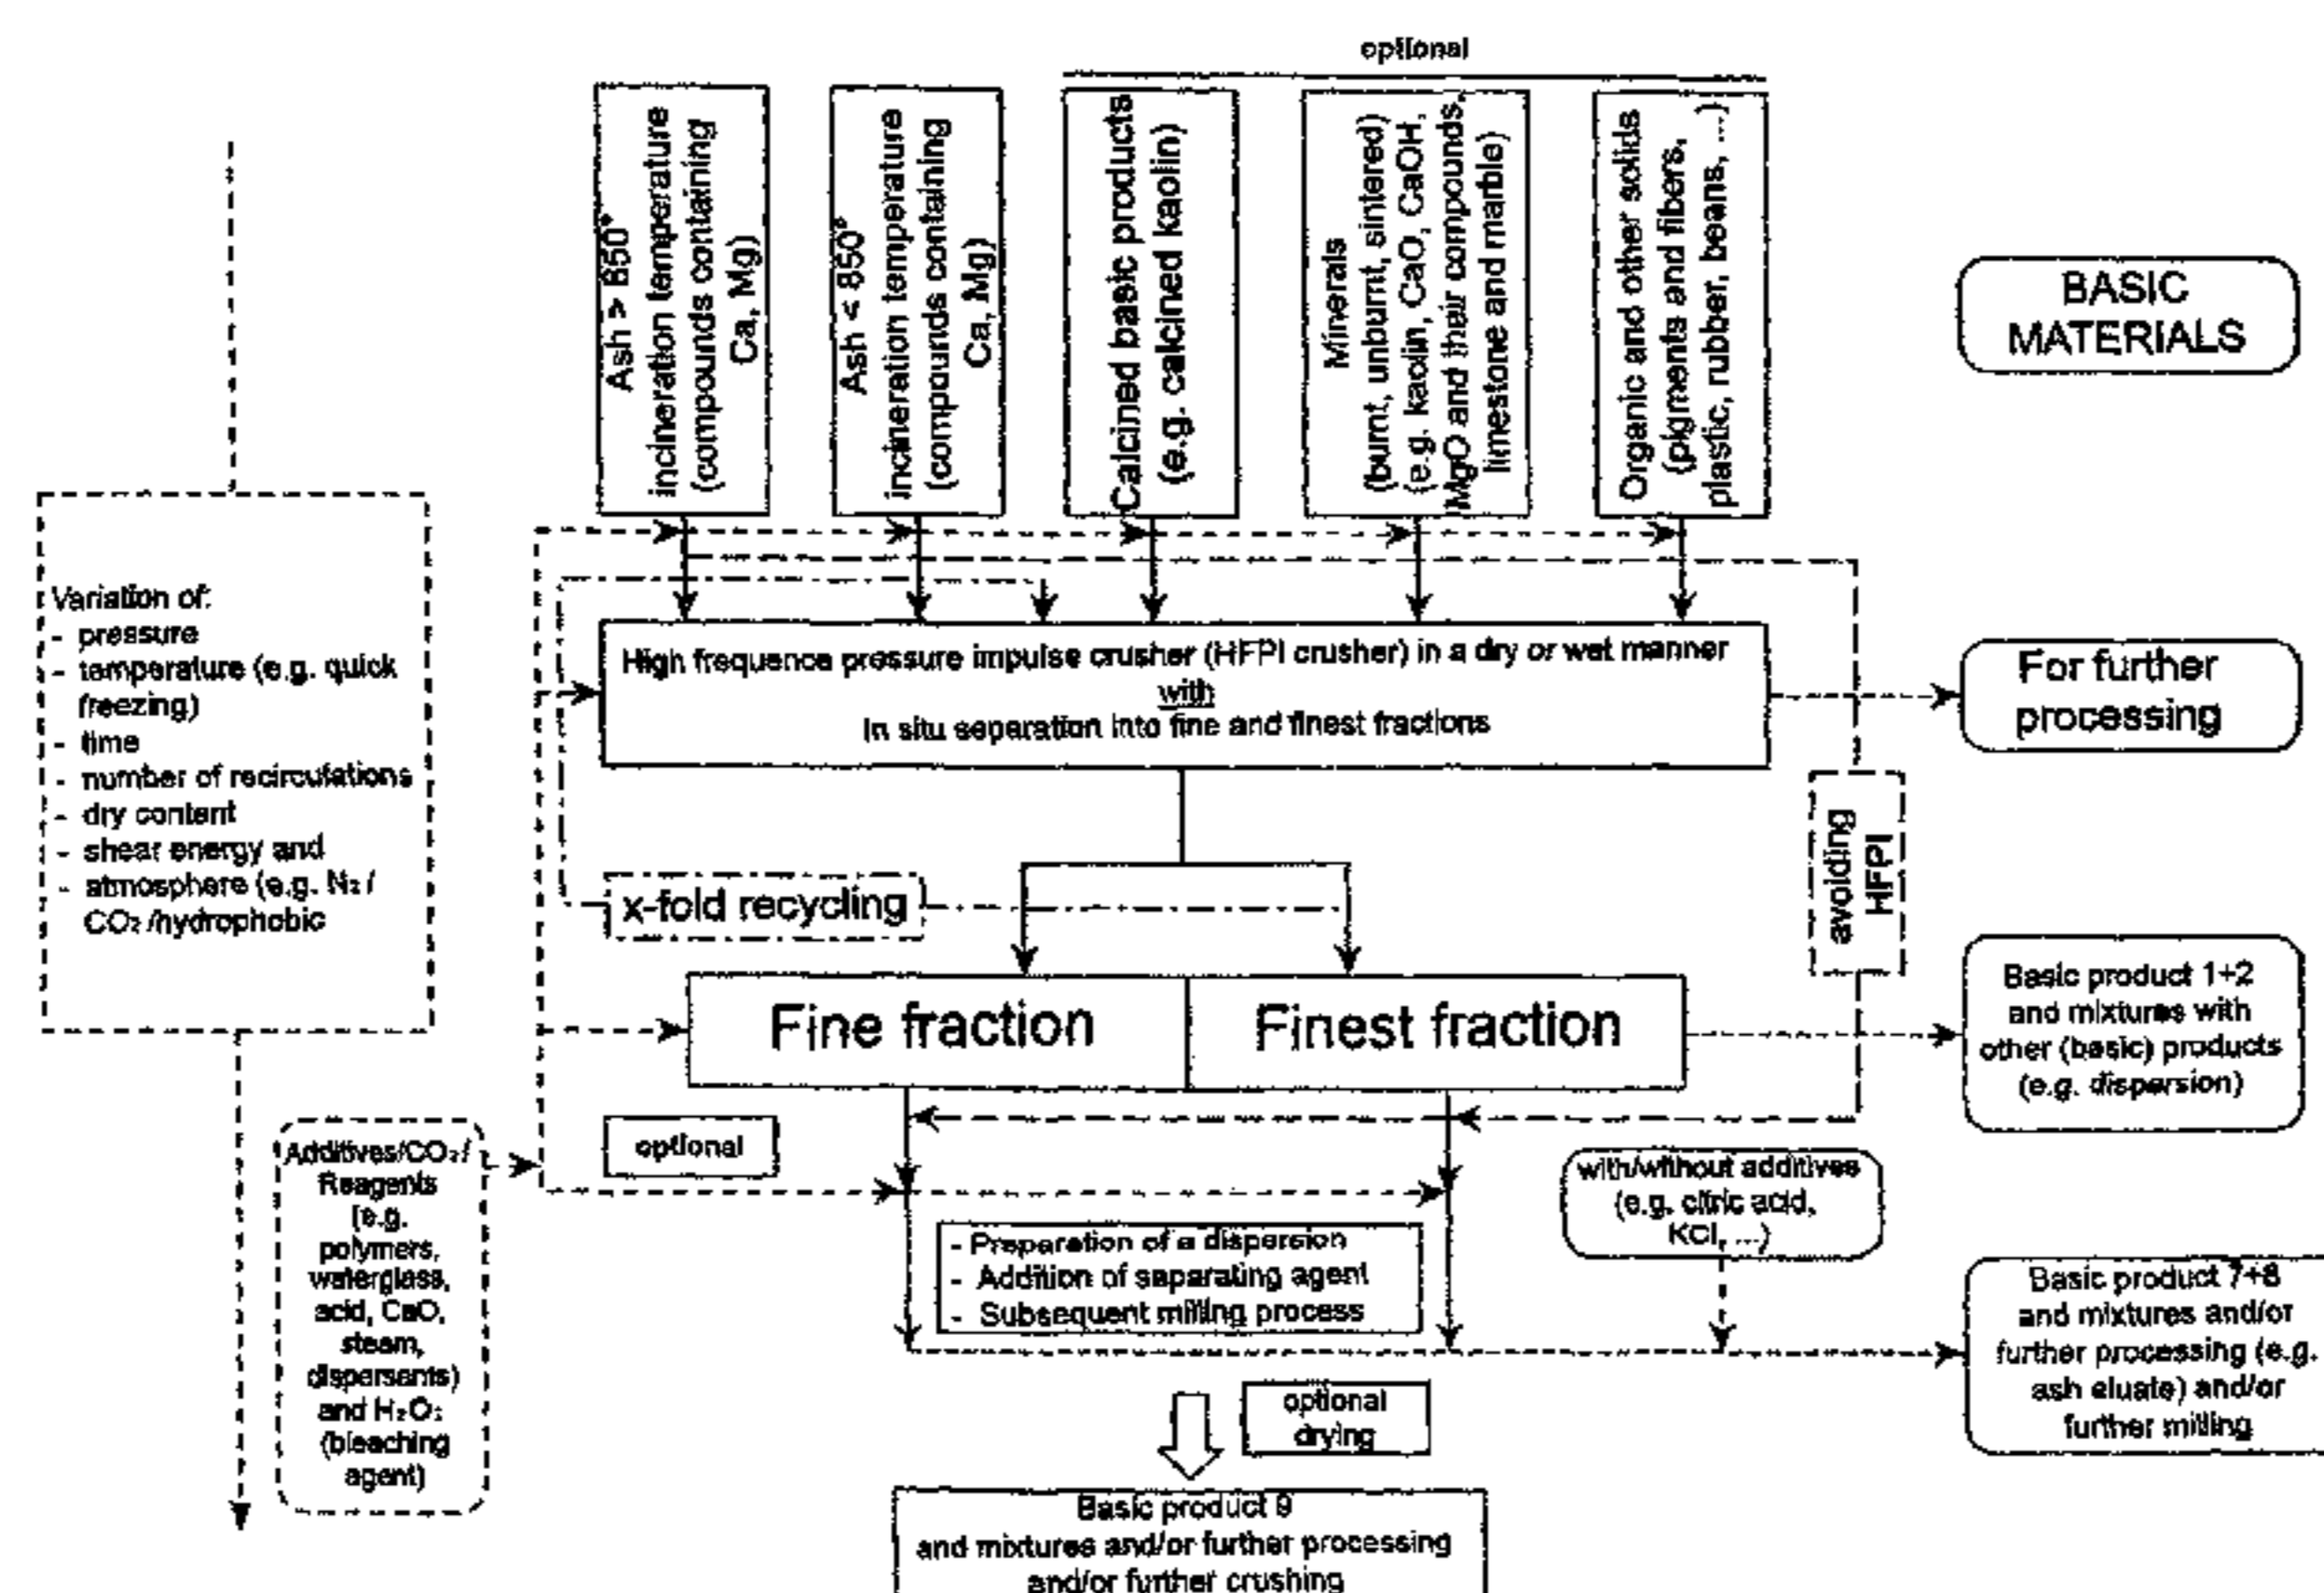 optional
Ash > 850°
incineration temperature
(compounds containing
Ca, Mg)
Ash < 850°
incineration temperature
(compounds containing
Ca, Mg)
Calcined basic products
(e.g. calcined kaolin)
Minerals
(burnt, unburnt, sintered)
(e.g. kaolin, CaO, CaOH,
MgO and their compounds,
limestone and marble)
Organic and other solids
(pigments and fibers,
plastic, rubber, beans, ...)
BASIC
MATERIALS
Variation of:
- pressure
- temperature (e.g. quick
freezing)
- time
- number of recirculations
- dry content
- shear energy and
- atmosphere (e.g. N₂ /
CO₂ /hydrophobic
High frequence pressure impulse crusher (HFPI crusher) in a dry or wet manner
with
In situ separation into fine and finest fractions
For further
processing
x-fold recycling
avoiding
HFPI
Fine fraction
Finest fraction
Basic product 1+2
and mixtures with
other (basic) products
(e.g. dispersion)
Additives/CO₂/
Reagents
(e.g.
polymers,
waterglass,
acid, CaO,
steam,
dispersants)
and H₂O₂
(bleaching
agent)
optional
with/without additives
(e.g. citric acid,
KCl, ...)
- Preparation of a dispersion
- Addition of separating agent
- Subsequent milling process
Basic product 7+8
and mixtures and/or
further processing (e.g.
ash eluate) and/or
further milling
optional
drying
Basic product 9
and mixtures and/or further processing
and/or further crushing